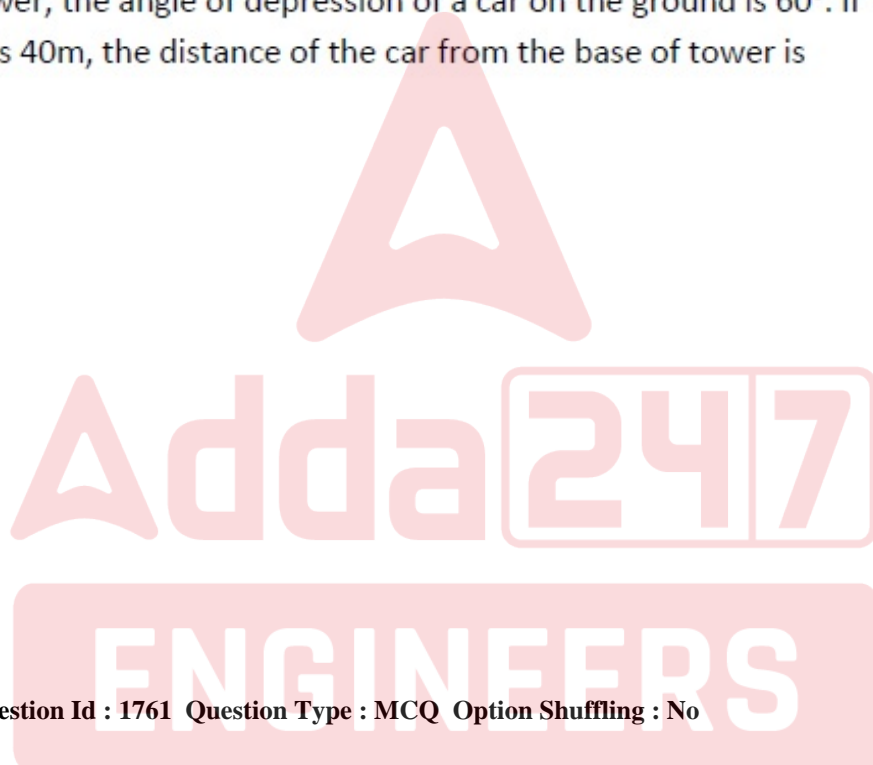 wer, the angle of depression of a car on the ground is 60°. If
s 40m, the distance of the car from the base of tower is
Adda247
ENGINEERS
estion Id : 1761 Question Type : MCQ Option Shuffling : No